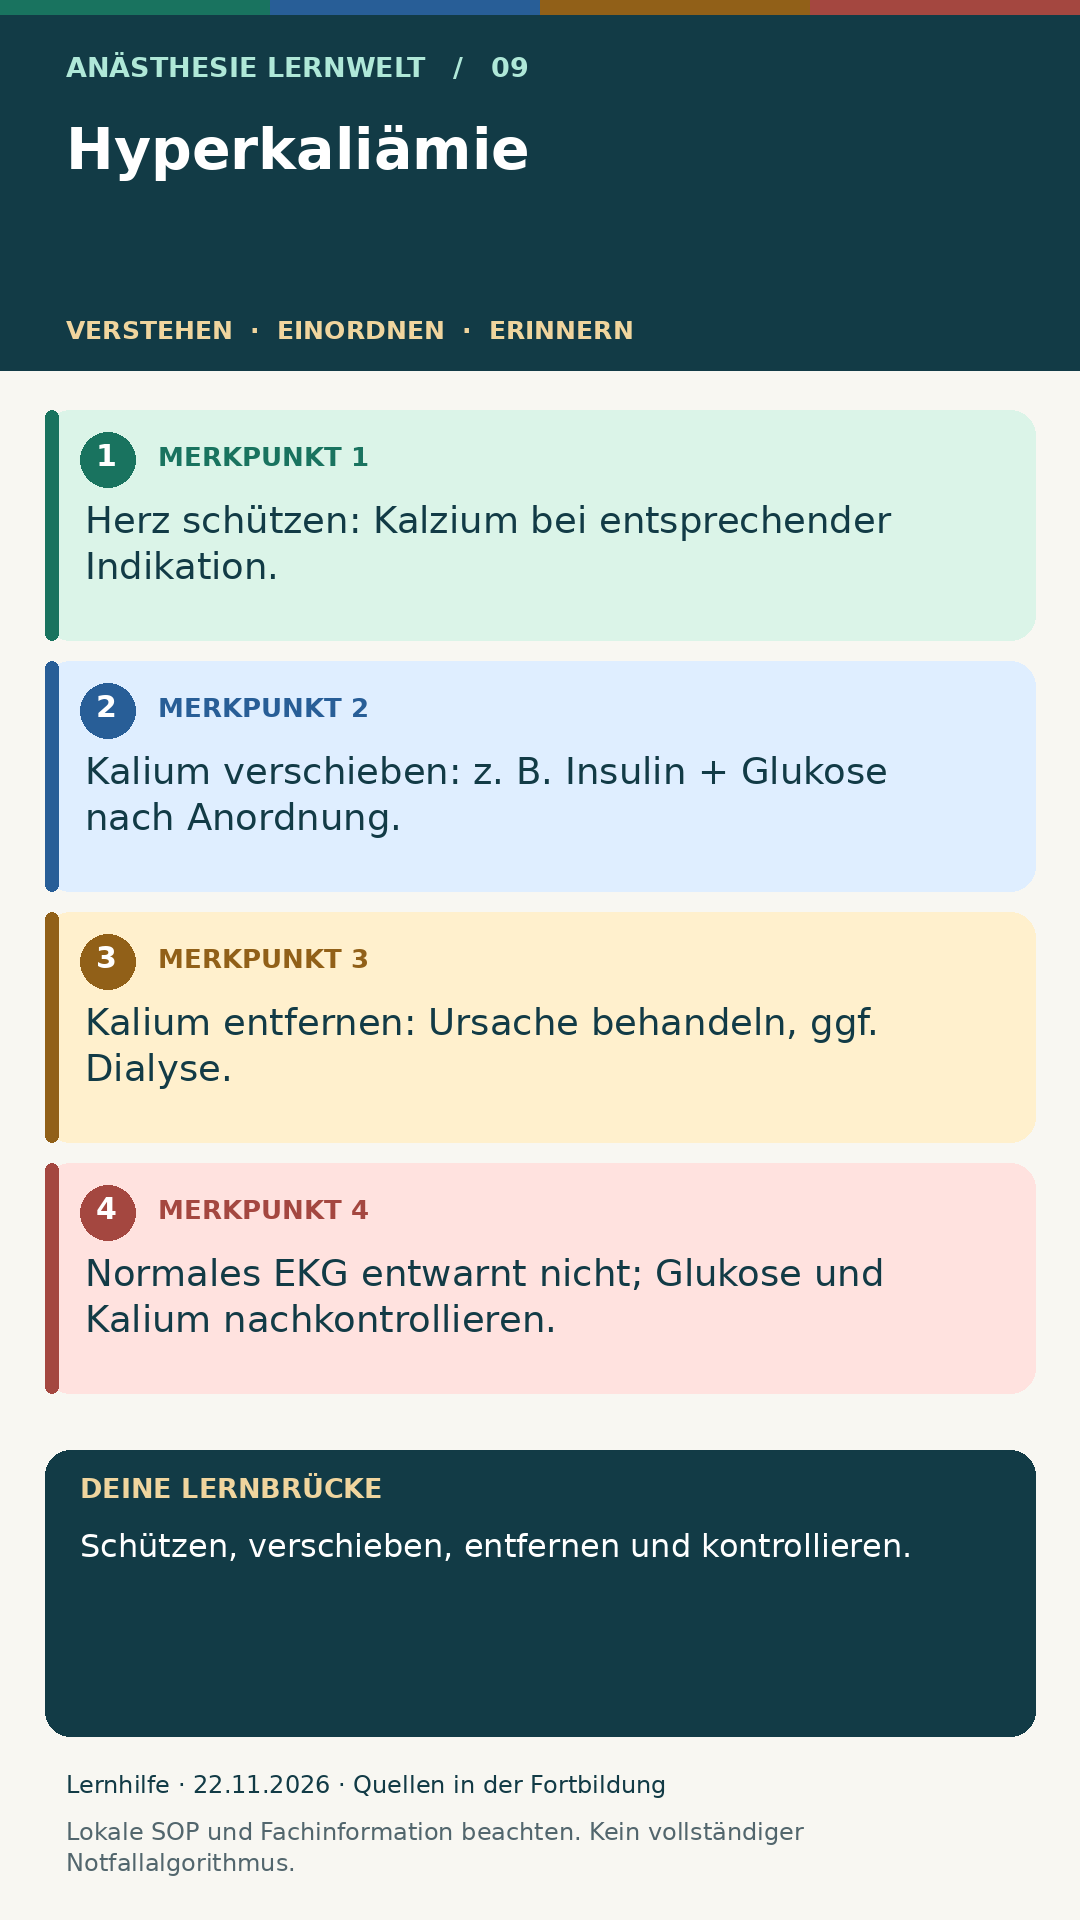 ANÄSTHESIE LERNWELT / 09
Hyperkaliämie
VERSTEHEN · EINORDNEN · ERINNERN
1 MERKPUNKT 1
Herz schützen: Kalzium bei entsprechender
Indikation.
2 MERKPUNKT 2
Kalium verschieben: z. B. Insulin + Glukose
nach Anordnung.
3 MERKPUNKT 3
Kalium entfernen: Ursache behandeln, ggf.
Dialyse.
4 MERKPUNKT 4
Normales EKG entwarnt nicht; Glukose und
Kalium nachkontrollieren.
DEINE LERNBRÜCKE
Schützen, verschieben, entfernen und kontrollieren.
Lernhilfe · 22.11.2026 · Quellen in der Fortbildung
Lokale SOP und Fachinformation beachten. Kein vollständiger
Notfallalgorithmus.